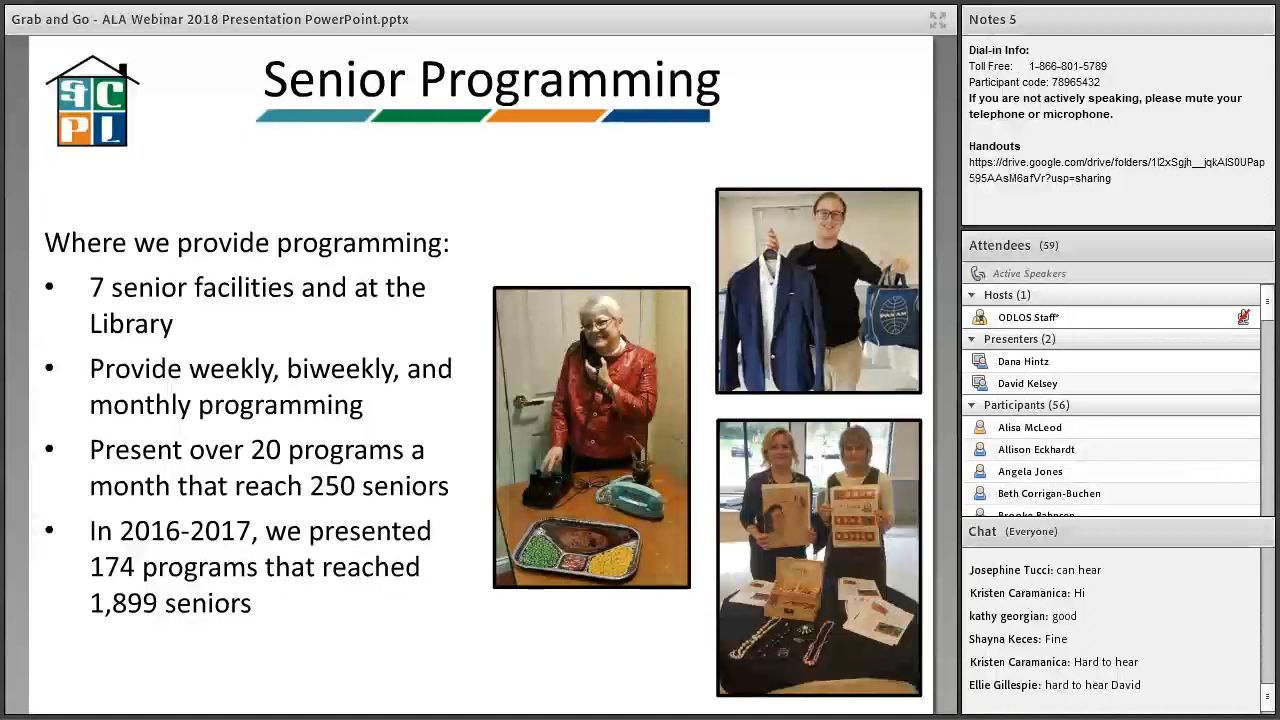 Grab and Go - ALA Webinar 2018 Presentation PowerPoint.pptx
SCPL
Senior Programming
Where we provide programming:
• 7 senior facilities and at the
Library
• Provide weekly, biweekly, and
monthly programming
• Present over 20 programs a
month that reach 250 seniors
• In 2016-2017, we presented
174 programs that reached
1,899 seniors
PAN AM
Notes 5
Dial-in Info:
Toll Free: 1-866-801-5789
Participant code: 78965432
If you are not actively speaking, please mute your
telephone or microphone.
Handouts
https://drive.google.com/drive/folders/1I2xSgjh__jqkAIS0UPap
595AAsM6afVr?usp=sharing
Attendees (59)
Active Speakers
Hosts (1)
ODLOS Staff*
Presenters (2)
Dana Hintz
David Kelsey
Participants (56)
Alisa McLeod
Allison Eckhardt
Angela Jones
Beth Corrigan-Buchen
Chat (Everyone)
Josephine Tucci: can hear
Kristen Caramanica: Hi
kathy georgian: good
Shayna Keces: Fine
Kristen Caramanica: Hard to hear
Ellie Gillespie: hard to hear David